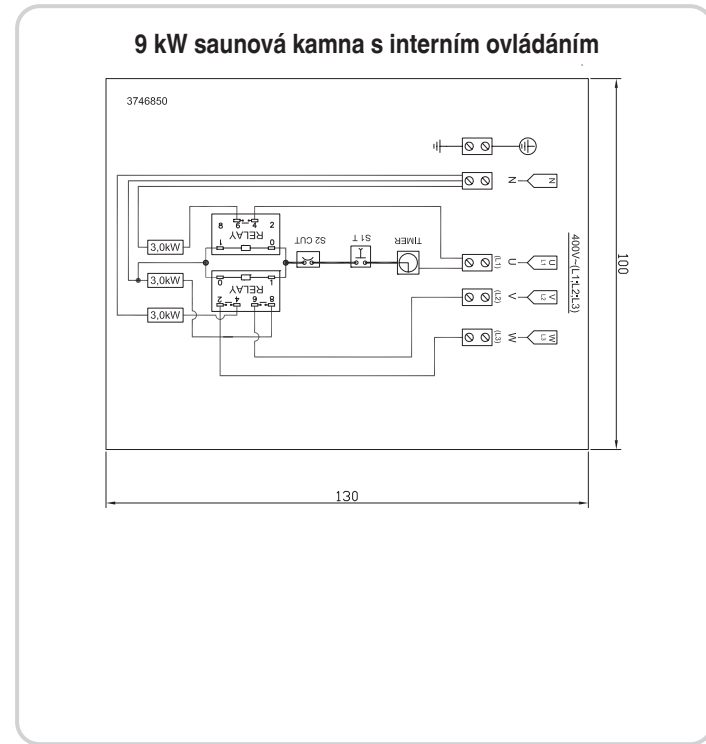 9 kW saunová kamna s interním ovládáním
3746850
N N
8 6 4 2
RELAY
1 0
3,0kW
S2 CUT
S1 T
TIMER
(L1) U U L1
400V~(L1;L2;L3)
100
0 1
RELAY
2 4 6 8
3,0kW
(L2) V V L2
3,0kW
(L3) W W L3
130